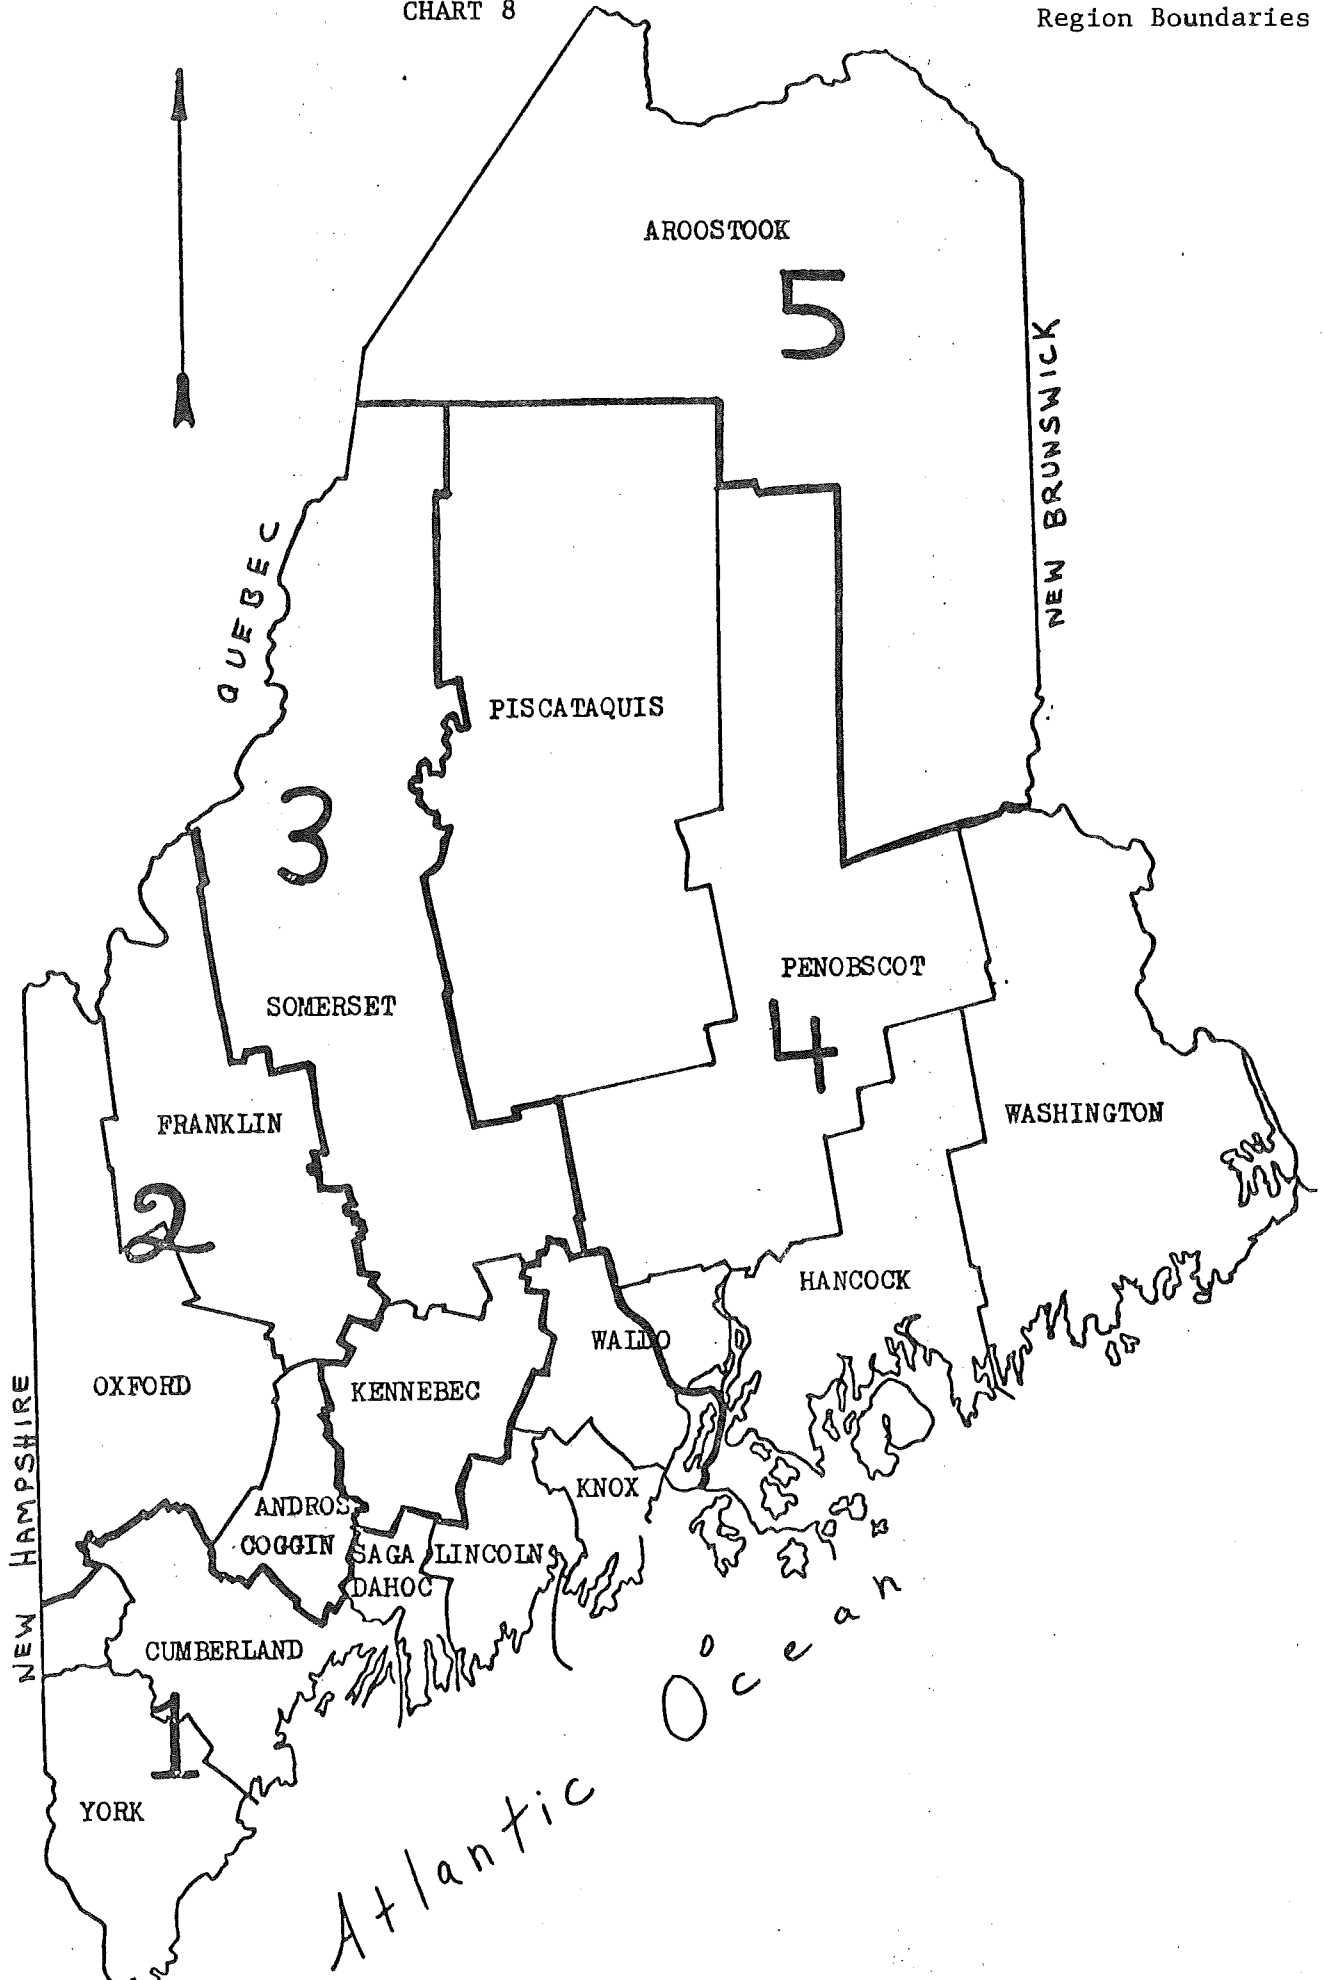 CHART 8
Region Boundaries
AROOSTOOK
5
NEW BRUNSWICK
QUEBEC
PISCATAQUIS
3
PENOBSCOT
SOMERSET
4
WASHINGTON
FRANKLIN
2
HANCOCK
WALDO
OXFORD
KENNEBEC
NEW HAMPSHIRE
KNOX
ANDROS
COGGIN
SAGA
DAHOC
LINCOLN
CUMBERLAND
1
YORK
Atlantic Ocean